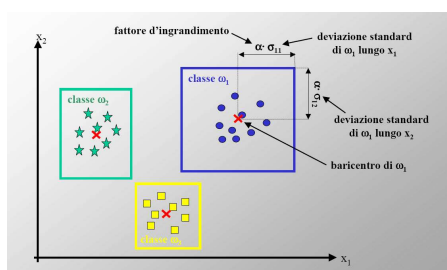 fattore d'ingrandimento
α· σ₁₁
deviazione standard
di ω₁ lungo x₁
x₂
classe ω₁
classe ω₂
α· σ₁₂
deviazione standard
di ω₁ lungo x₂
baricentro di ω₁
classe
x₁